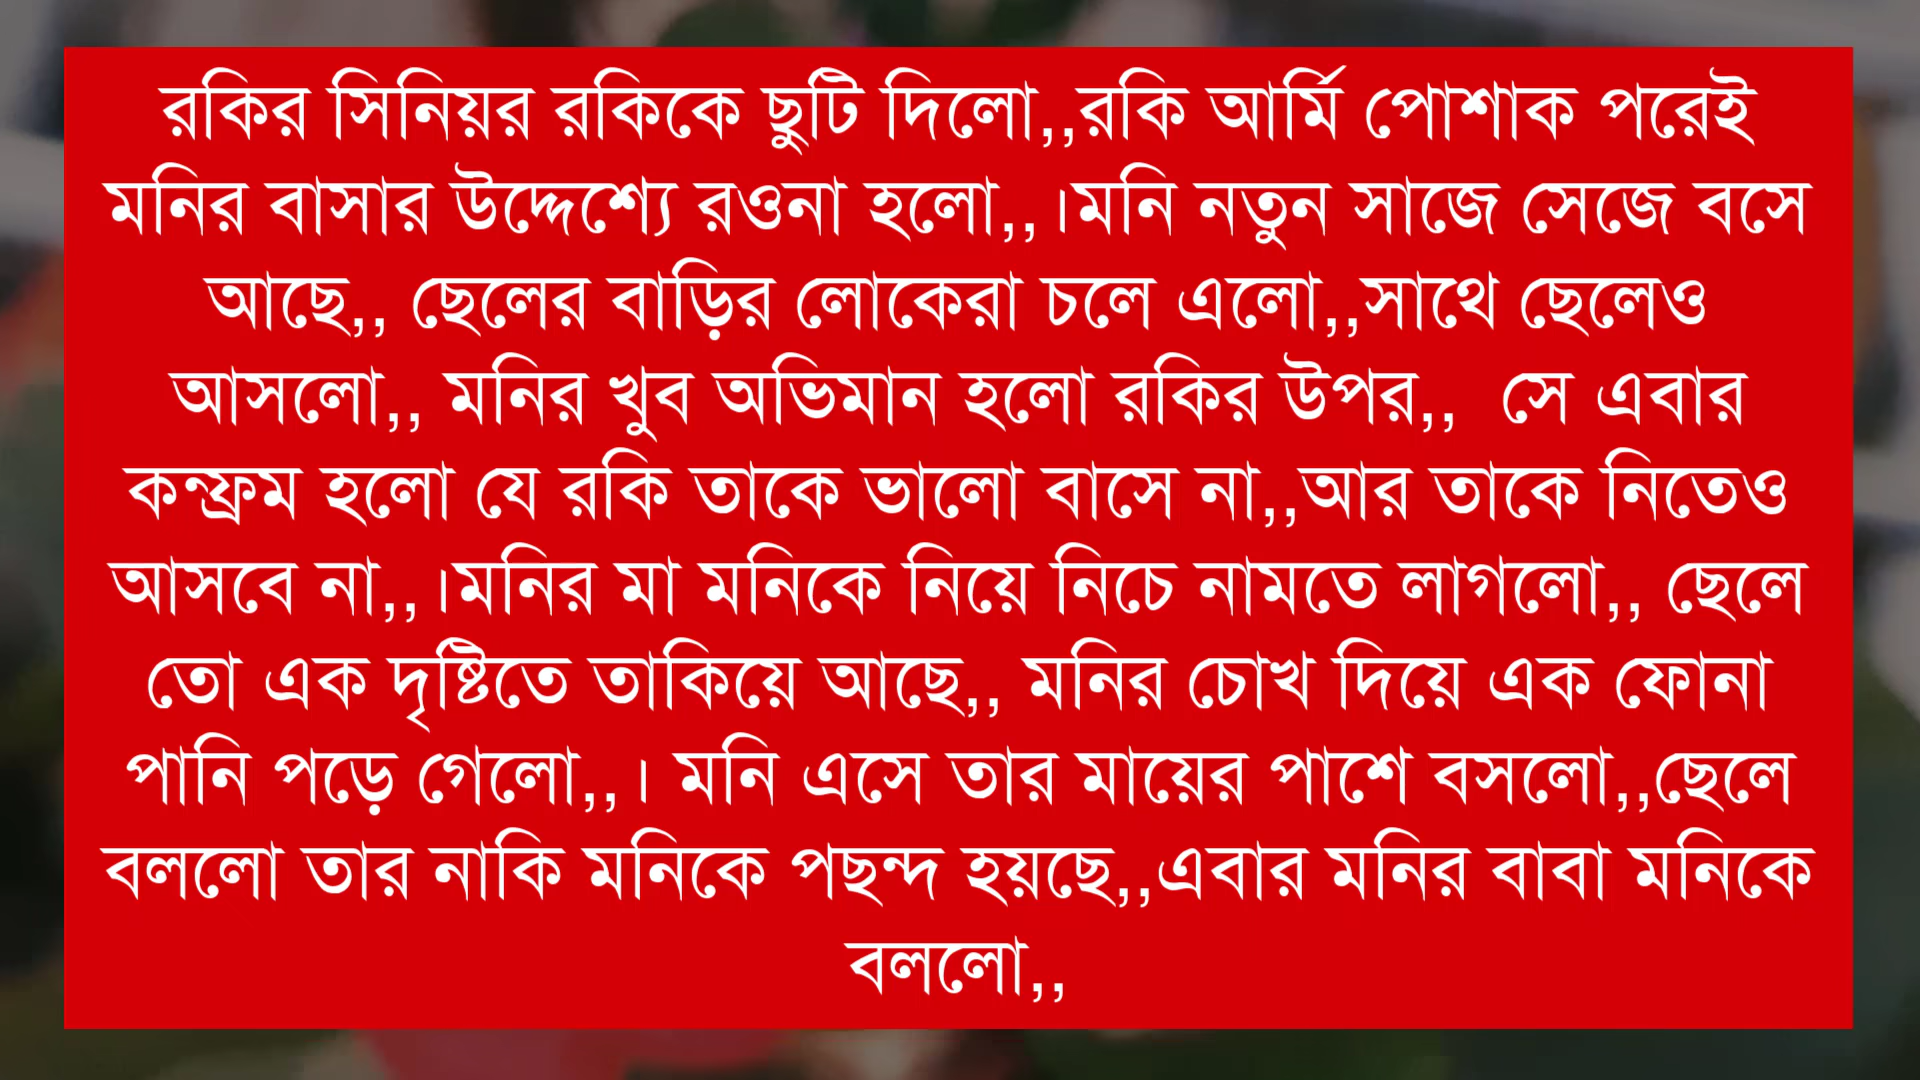 রকির সিনিয়র রকিকে ছুটি দিলো,,রকি আর্মি পোশাক পরেই
মনির বাসার উদ্দেশ্যে রওনা হলো,,।মনি নতুন সাজে সেজে বসে
আছে,, ছেলের বাড়ির লোকেরা চলে এলো,,সাথে ছেলেও
আসলো,, মনির খুব অভিমান হলো রকির উপর,, সে এবার
কনফ্রম হলো যে রকি তাকে ভালো বাসে না,,আর তাকে নিতেও
আসবে না,,।মনির মা মনিকে নিয়ে নিচে নামতে লাগলো,, ছেলে
তো এক দৃষ্টিতে তাকিয়ে আছে,, মনির চোখ দিয়ে এক ফোনা
পানি পড়ে গেলো,,। মনি এসে তার মায়ের পাশে বসলো,,ছেলে
বললো তার নাকি মনিকে পছন্দ হয়ছে,,এবার মনির বাবা মনিকে
বললো,,